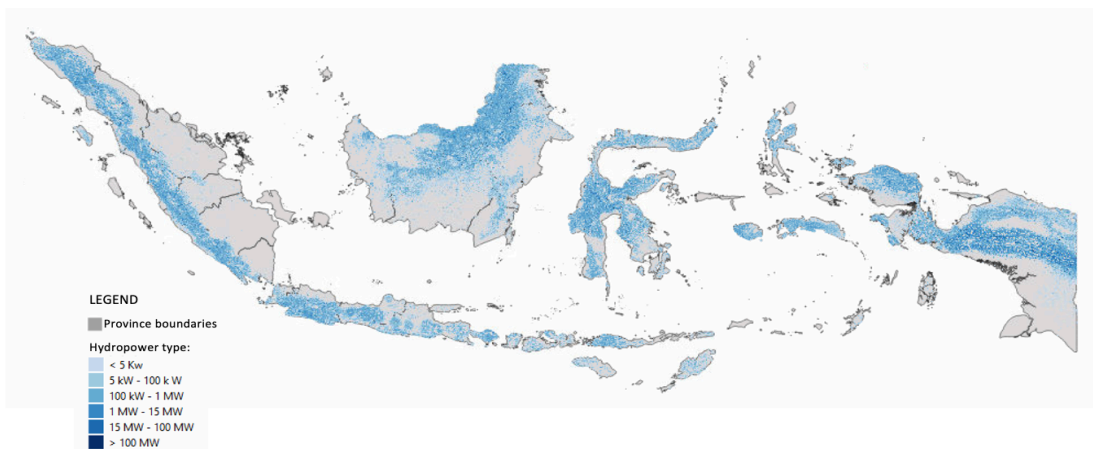 LEGEND
Province boundaries
Hydropower type:
< 5 Kw
5 kW - 100 k W
100 kW - 1 MW
1 MW - 15 MW
15 MW - 100 MW
> 100 MW